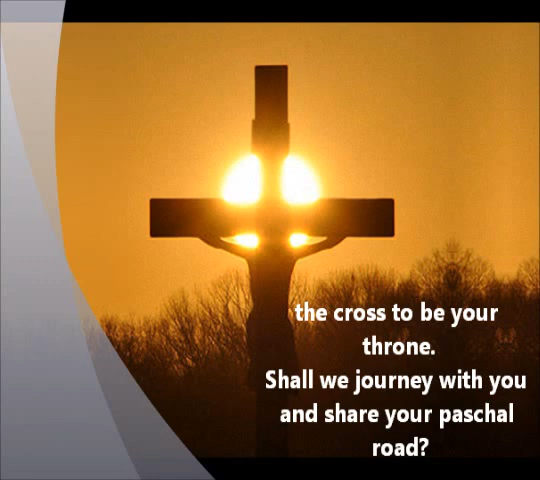 the cross to be your
throne.
Shall we journey with you
and share your paschal
road?